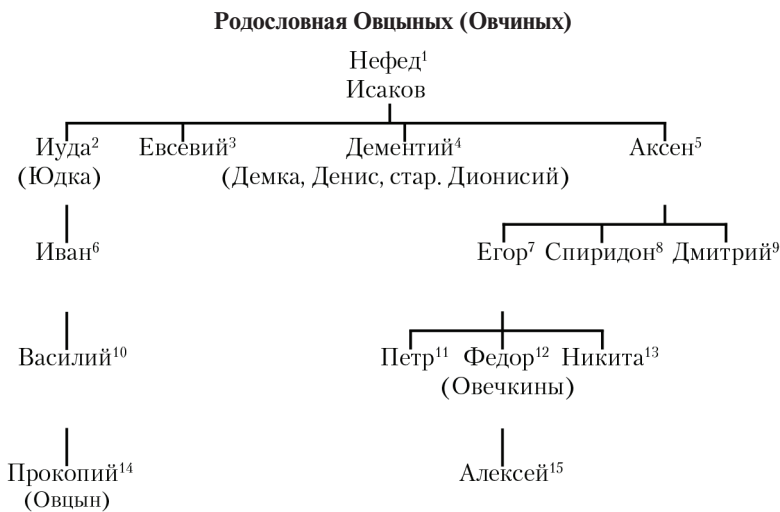 Родословная Овцыных (Овчиных)
Нефед¹
Исаков
Иуда² Евсевий³ Дементий⁴ Аксен⁵
(Юдка) (Демка, Денис, стар. Дионисий)
Иван⁶ Егор⁷ Спиридон⁸ Дмитрий⁹
Василий¹⁰ Петр¹¹ Федор¹² Никита¹³
(Овечкины)
Прокопий¹⁴ Алексей¹⁵
(Овцын)